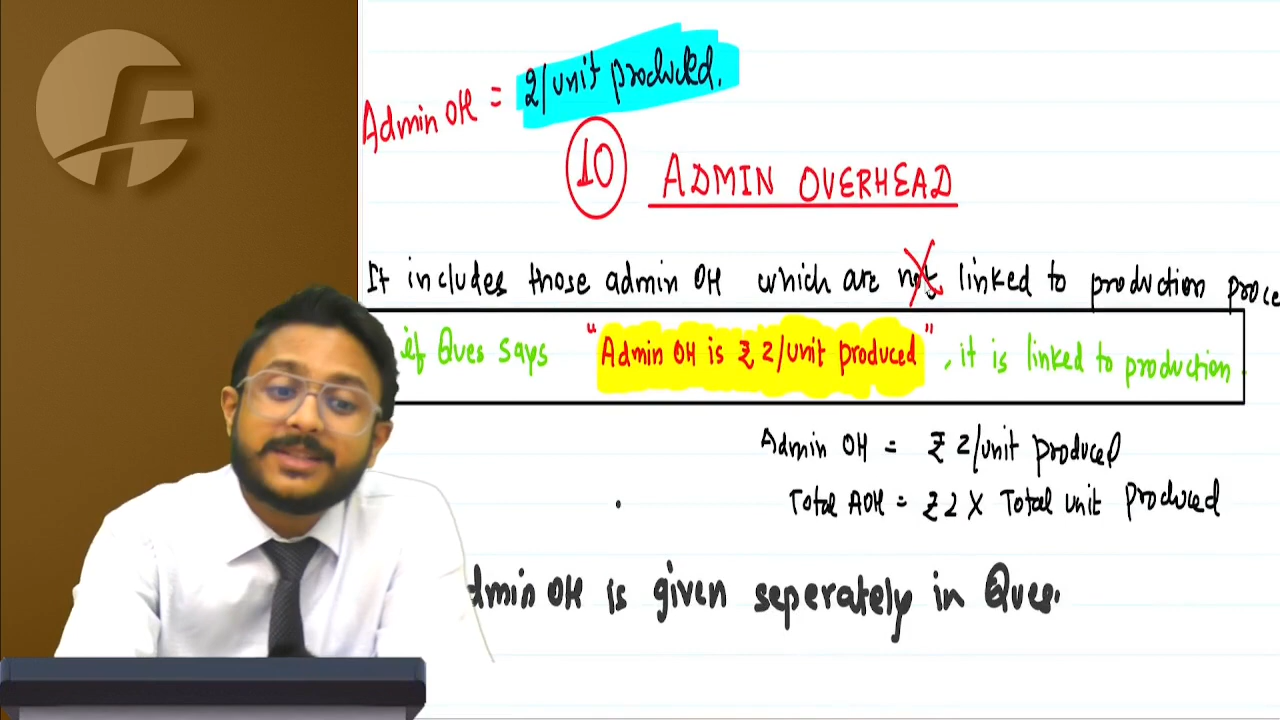 Admin OH = 2/unit produced.
10 ADMIN OVERHEAD
It includes those admin OH which are not linked to production proce
if Ques says "Admin OH is ₹ 2/unit produced", it is linked to production.
Admin OH = ₹ 2/unit produced
Total AOH = ₹ 2 X Total unit Produced
dmin OH is given seperately in Ques.